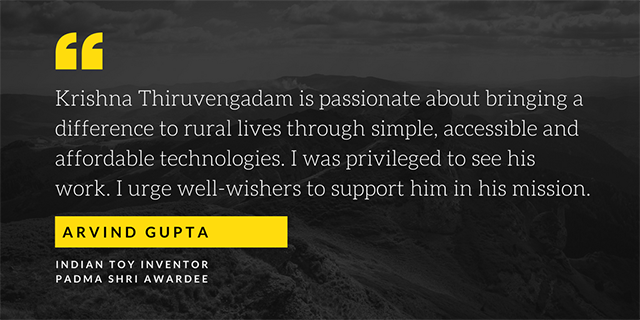 Krishna Thiruvengadam is passionate about bringing a
difference to rural lives through simple, accessible and
affordable technologies. I was privileged to see his
work. I urge well-wishers to support him in his mission.
ARVIND GUPTA
INDIAN TOY INVENTOR
PADMA SHRI AWARDEE